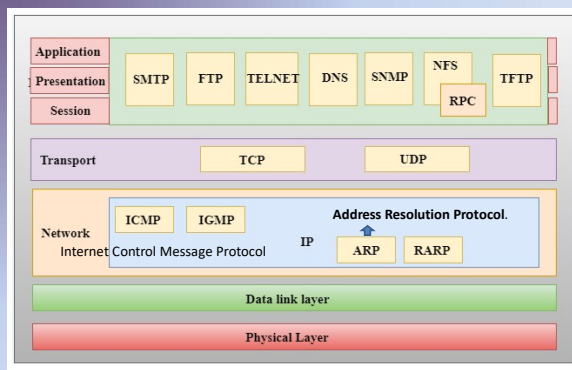 Application
Presentation
Session
SMTP
FTP
TELNET
DNS
SNMP
NFS
RPC
TFTP
Transport
TCP
UDP
Network
ICMP
IGMP
Address Resolution Protocol.
Internet Control Message Protocol
IP
ARP
RARP
Data link layer
Physical Layer